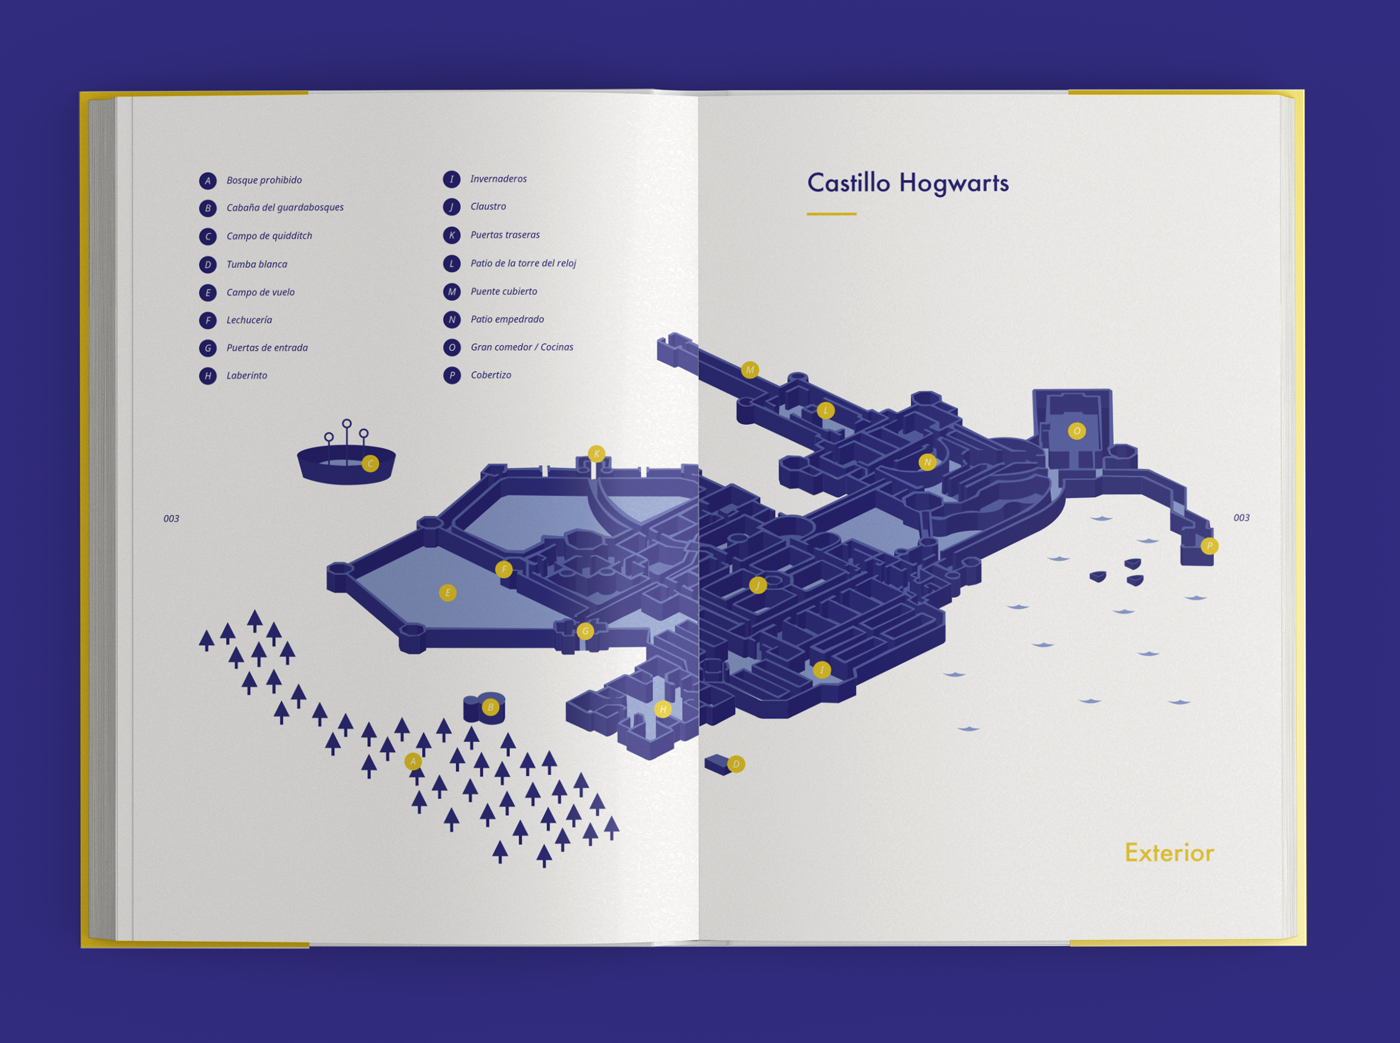 A Bosque prohibido
B Cabaña del guardabosques
C Campo de quidditch
D Tumba blanca
E Campo de vuelo
F Lechucería
G Puertas de entrada
H Laberinto
I Invernaderos
J Claustro
K Puertas traseras
L Patio de la torre del reloj
M Puente cubierto
N Patio empedrado
O Gran comedor / Cocinas
P Cobertizo
Castillo Hogwarts
M
L
O
C
K
N
003
003
P
F
J
E
G
I
B
H
A
D
Exterior